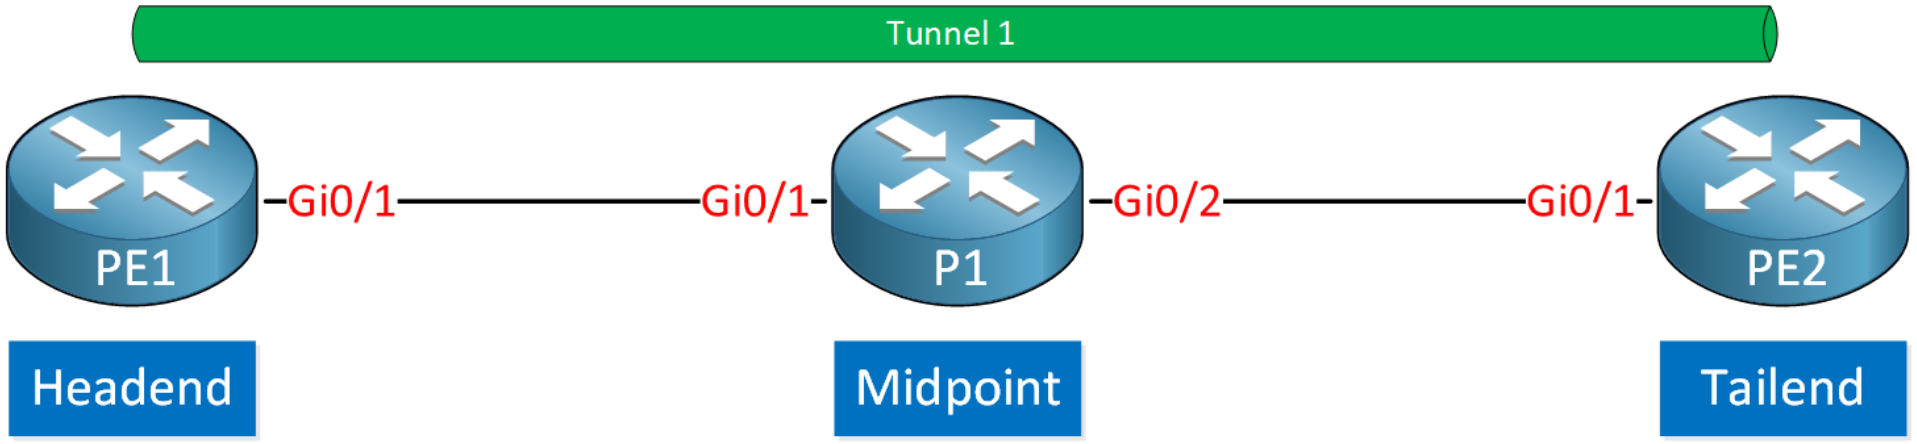 Tunnel 1
Gi0/1 Gi0/1 Gi0/2 Gi0/1
PE1 P1 PE2
Headend Midpoint Tailend